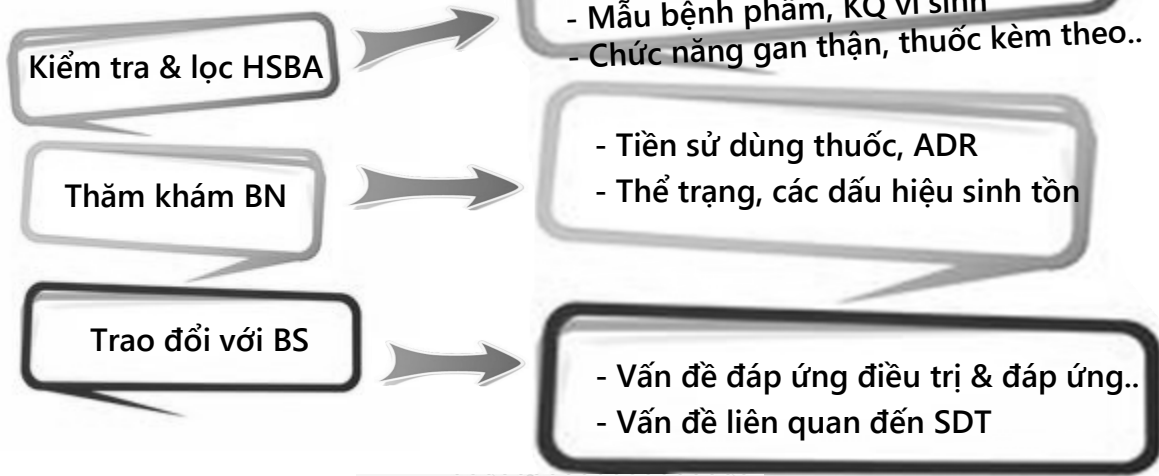 - Mẫu bệnh phẩm, KQ vi sinh
Kiểm tra & lọc HSBA
- Chức năng gan thận, thuốc kèm theo..
Thăm khám BN
- Tiền sử dùng thuốc, ADR
- Thể trạng, các dấu hiệu sinh tồn
Trao đổi với BS
- Vấn đề đáp ứng điều trị & đáp ứng..
- Vấn đề liên quan đến SDT